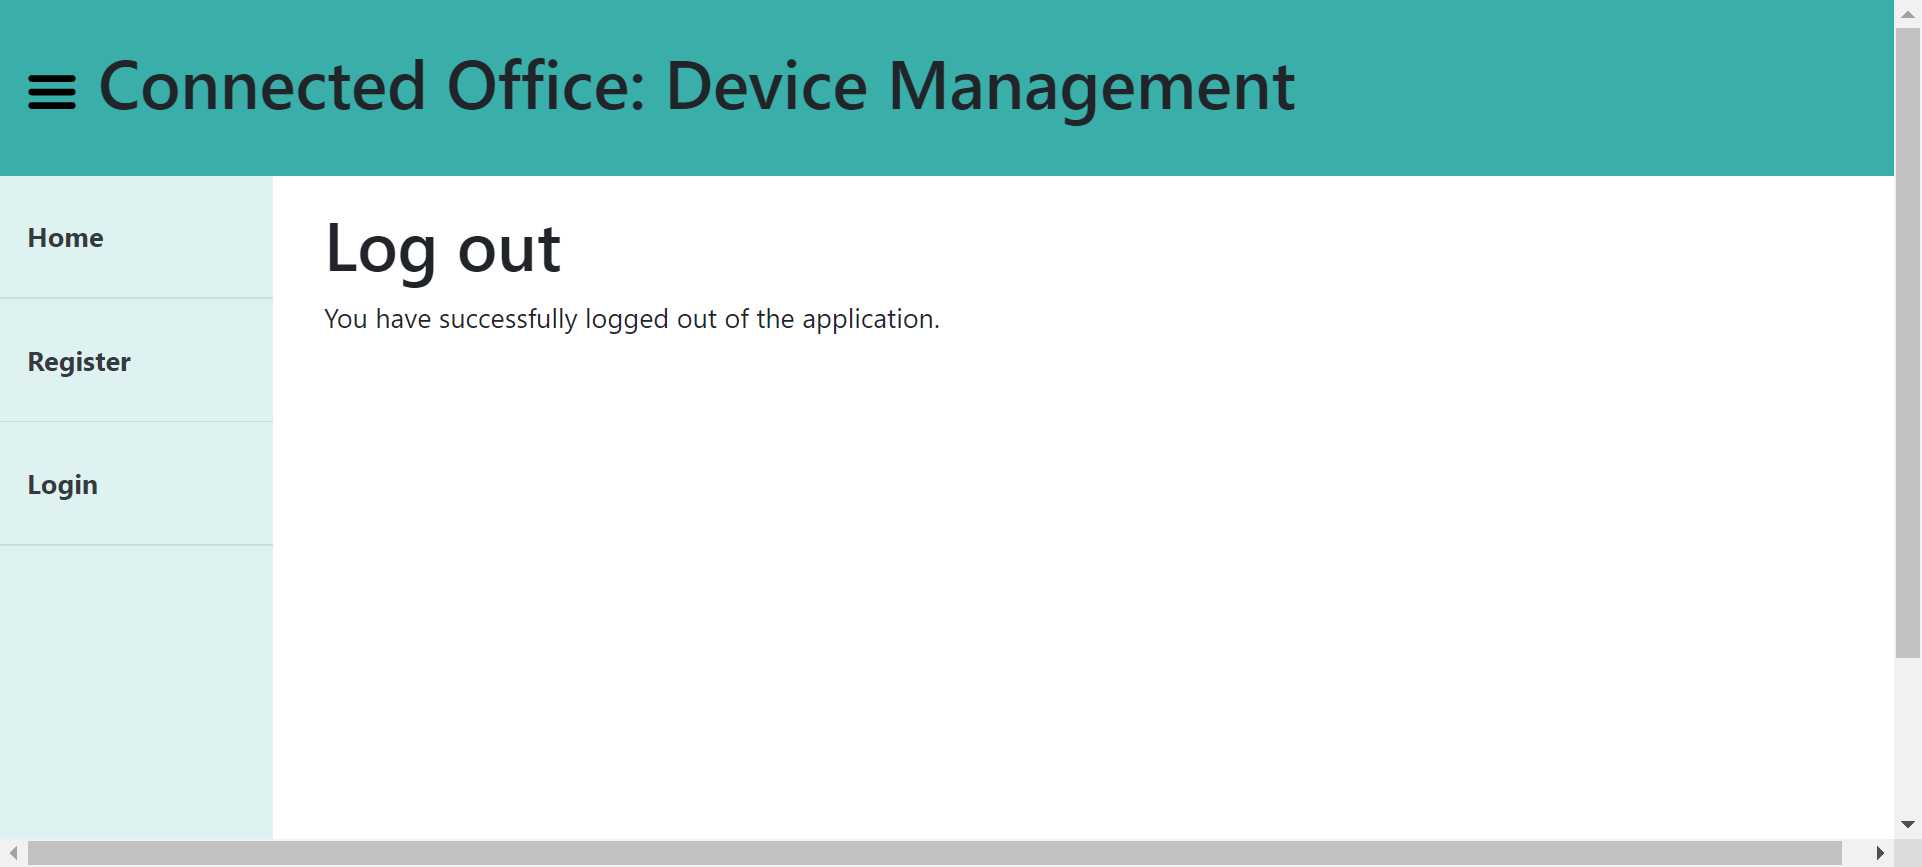 Connected Office: Device Management
Home
Register
Login
Log out
You have successfully logged out of the application.